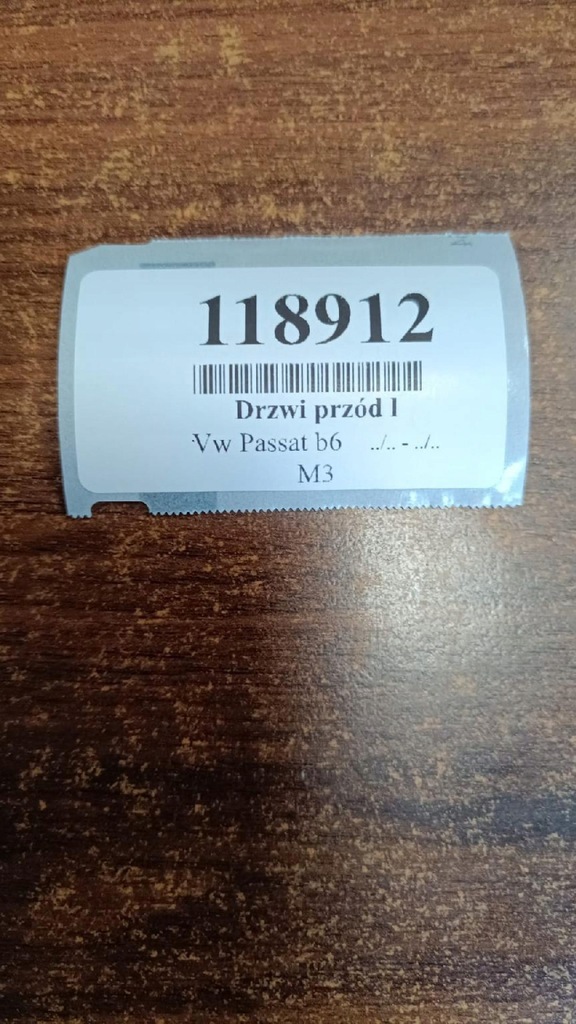 118912
Drzwi przód l
Vw Passat b6 ../.. - ../..
M3